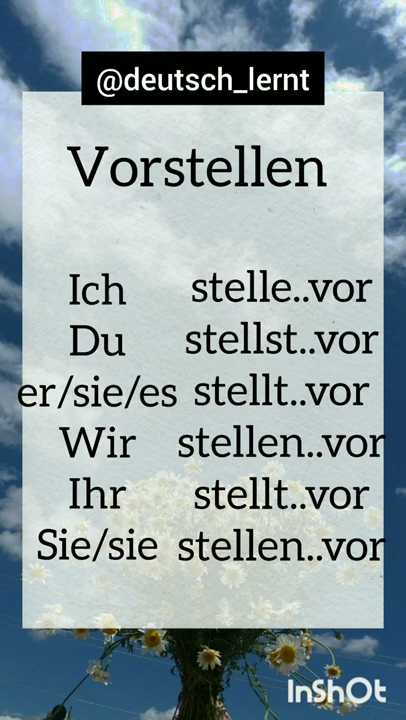 @deutsch_lernt
Vorstellen
Ich stelle..vor
Du stellst..vor
er/sie/es stellt..vor
Wir stellen..vor
Ihr stellt..vor
Sie/sie stellen..vor
InShOt